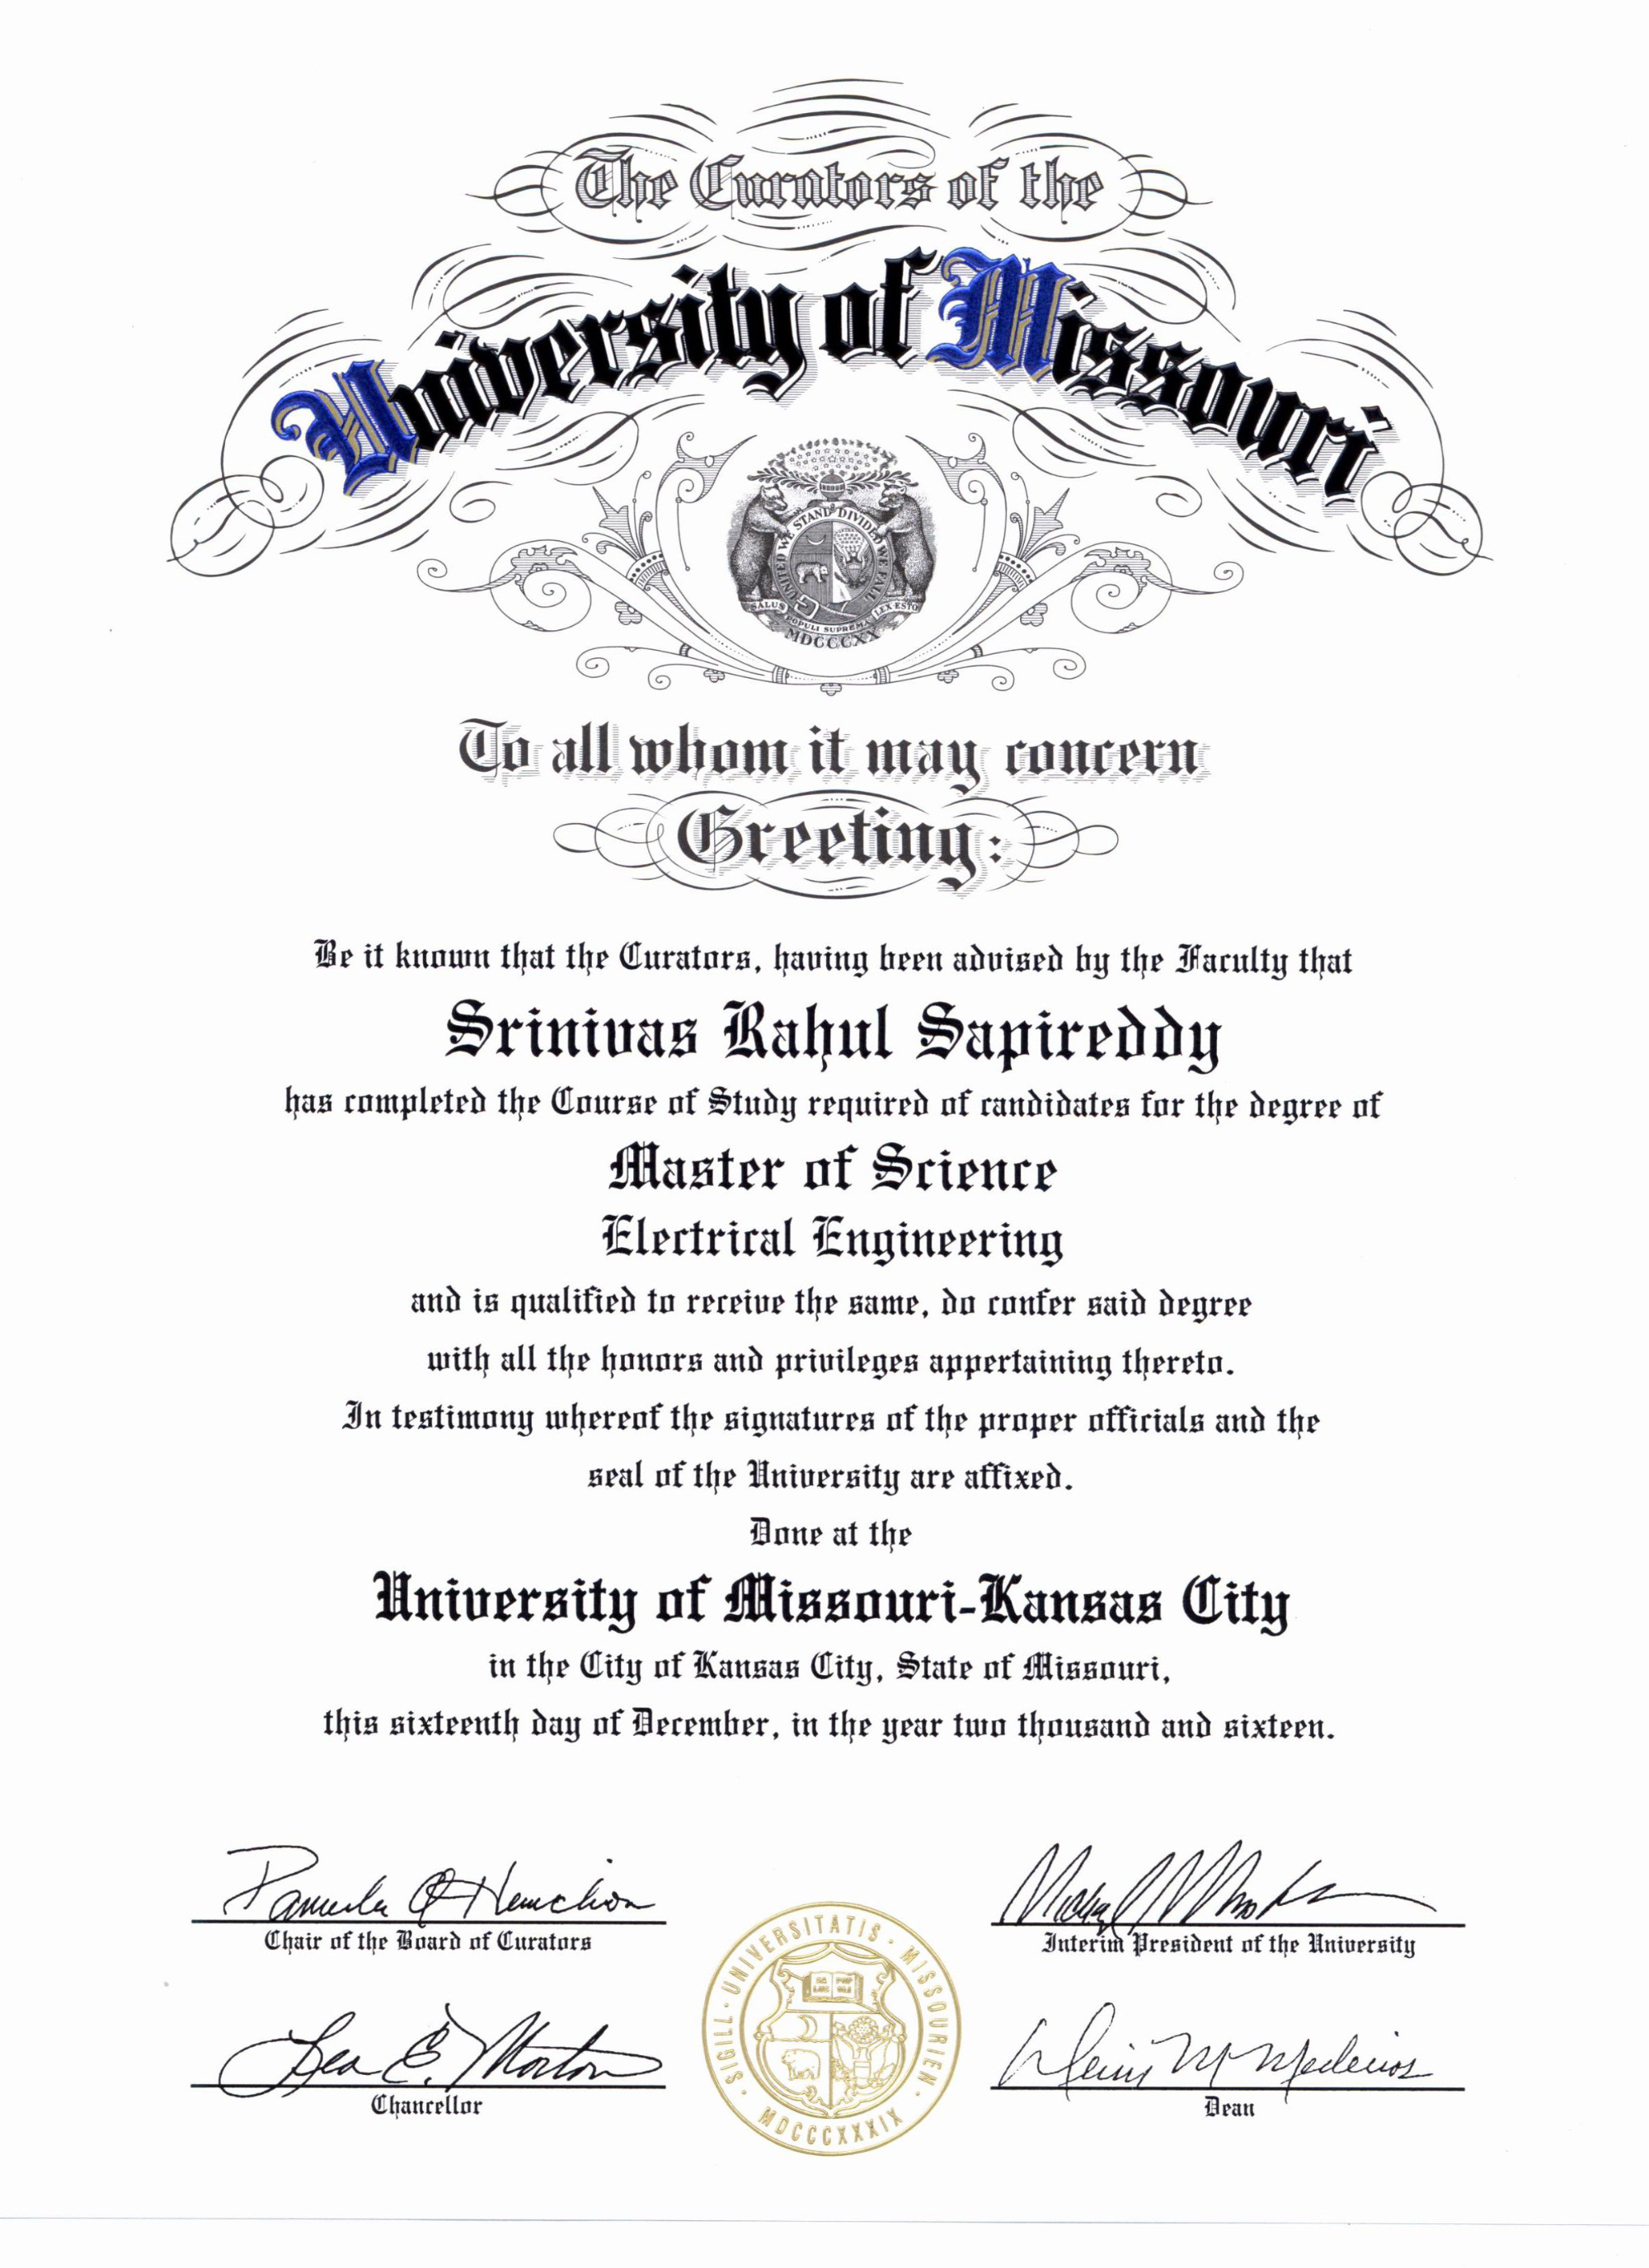 The Curators of the
University of Missouri
UNITED WE STAND DIVIDED WE FALL
SALUS POPULI SUPREMA LEX ESTO
MDCCCXX
To all whom it may concern
Greeting:
Be it known that the Curators, having been advised by the Faculty that
Srinivas Rahul Sapireddy
has completed the Course of Study required of candidates for the degree of
Master of Science
Electrical Engineering
and is qualified to receive the same, do confer said degree
with all the honors and privileges appertaining thereto.
In testimony whereof the signatures of the proper officials and the
seal of the University are affixed.
Done at the
University of Missouri-Kansas City
in the City of Kansas City, State of Missouri,
this sixteenth day of December, in the year two thousand and sixteen.
Pamela Q Henrickson
Chair of the Board of Curators
Interim President of the University
Leo E. Morton
Chancellor
M Medeiros
Dean
SIGILL · UNIVERSITATIS · MISSOURIEN ·
MDCCCXXXIX